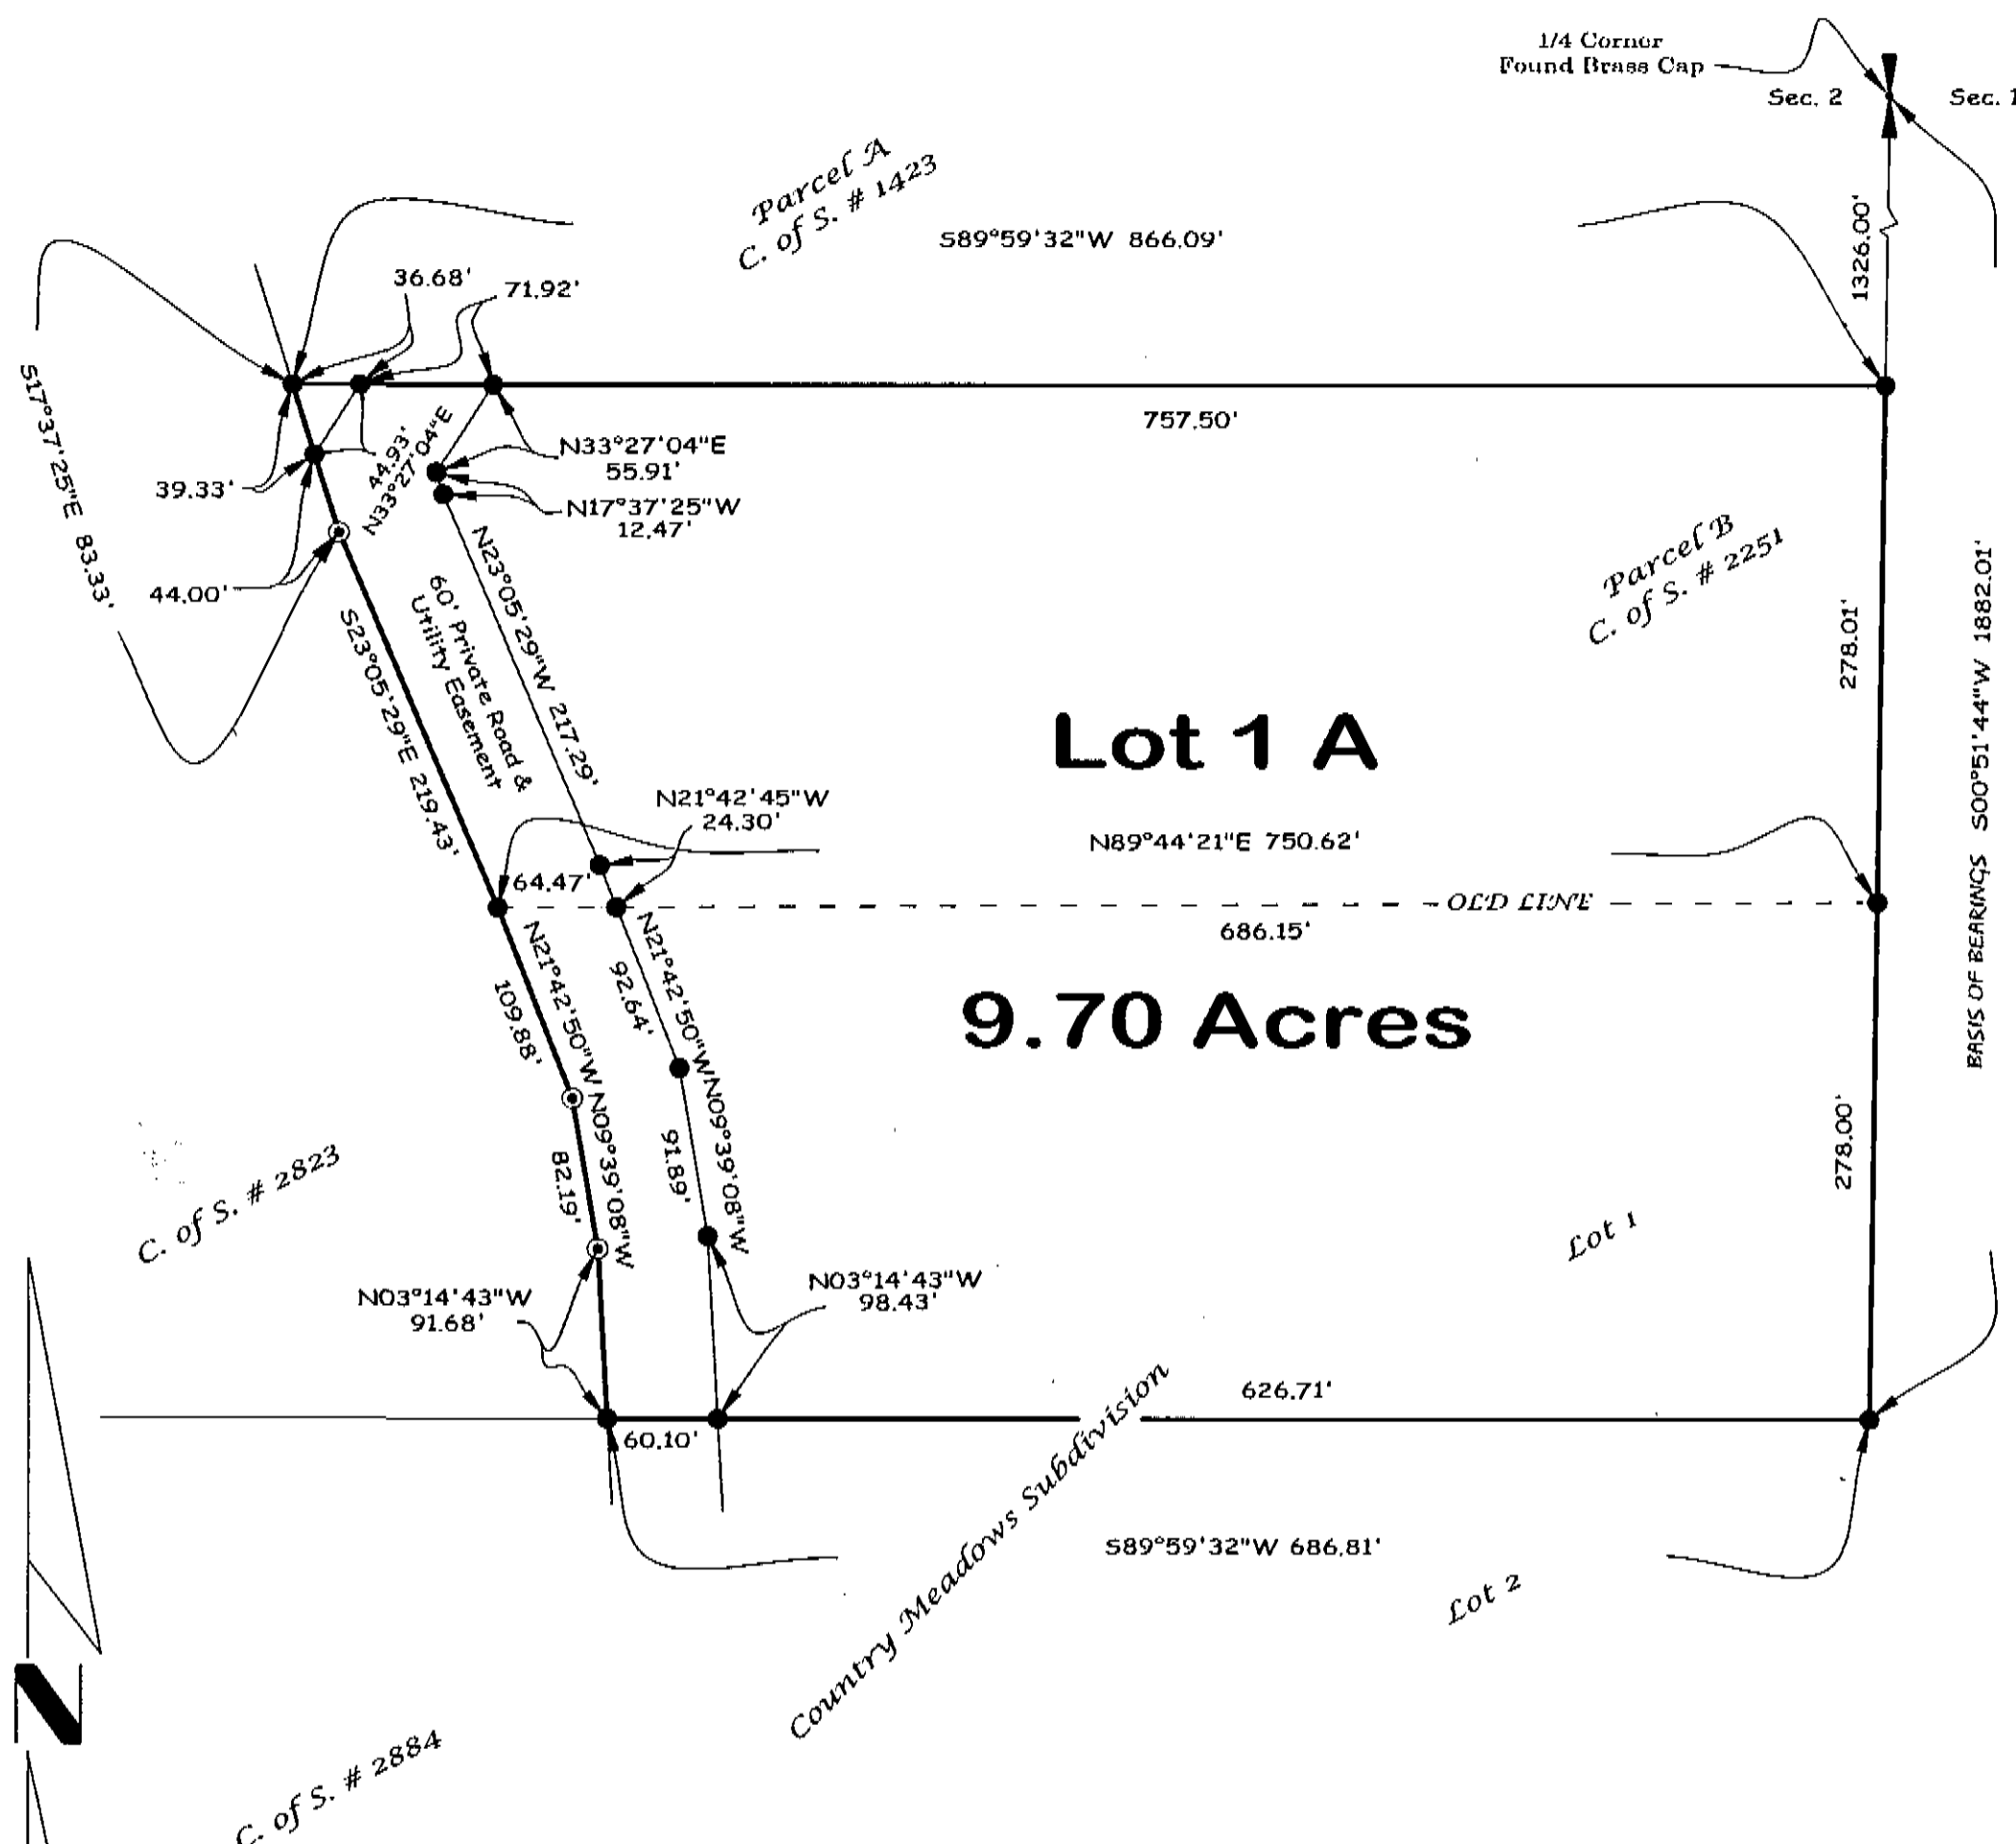 1/4 Corner
Found Brass Cap
Sec. 2
Sec. 1
1326.00'
Parcel A
C. of S. # 1423
S89°59'32"W 866.09'
36.68'
71.92'
757.50'
S17°37'25"E 83.33'
39.33'
44.93'
N33°27'04"E
N33°27'04"E
55.91'
N17°37'25"W
12.47'
44.00'
Parcel B
C. of S. # 2251
S23°05'29"E 219.43'
60' Private Road &
Utility Easement
N23°05'29"W 217.29'
278.01'
BASIS OF BEARINGS S00°51'44"W 1882.01'
Lot 1 A
N21°42'45"W
24.30'
N89°44'21"E 750.62'
64.47'
OLD LINE
686.15'
N21°42'50"W
109.88'
N21°42'50"W
92.64'
9.70 Acres
278.00'
N09°39'08"W
82.19'
N09°39'08"W
91.89'
C. of S. # 2823
Lot 1
N03°14'43"W
91.68'
N03°14'43"W
98.43'
626.71'
60.10'
Country Meadows Subdivision
S89°59'32"W 686.81'
Lot 2
N
C. of S. # 2884